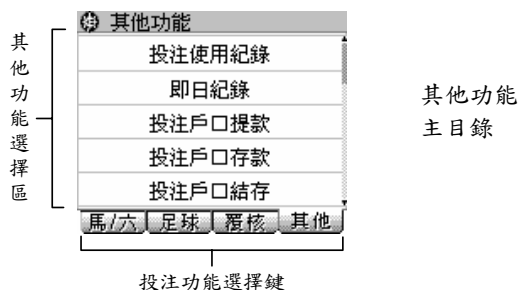 其他功能
其他功能選擇區
投注使用紀錄
即日紀錄
投注戶口提款
投注戶口存款
投注戶口結存
馬/六 足球 覆核 其他
其他功能
主目錄
投注功能選擇鍵